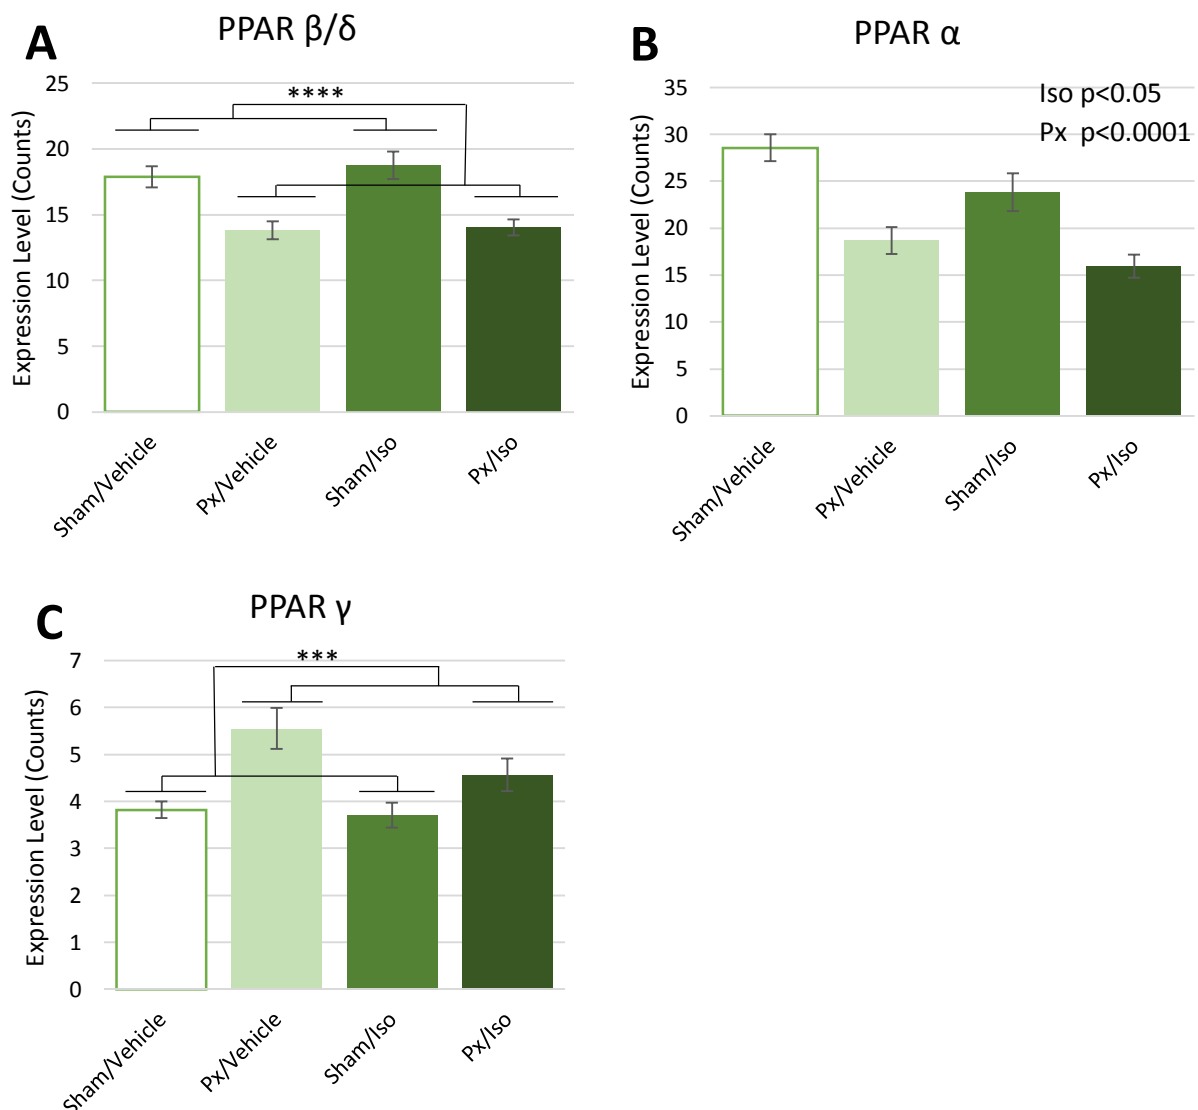 A
PPAR β/δ
Expression Level (Counts)
25
20
15
10
5
0
****
Sham/Vehicle
Px/Vehicle
Sham/Iso
Px/Iso
B
PPAR α
Expression Level (Counts)
35
30
25
20
15
10
5
0
Iso p<0.05
Px p<0.0001
Sham/Vehicle
Px/Vehicle
Sham/Iso
Px/Iso
C
PPAR γ
Expression Level (Counts)
7
6
5
4
3
2
1
0
***
Sham/Vehicle
Px/Vehicle
Sham/Iso
Px/Iso